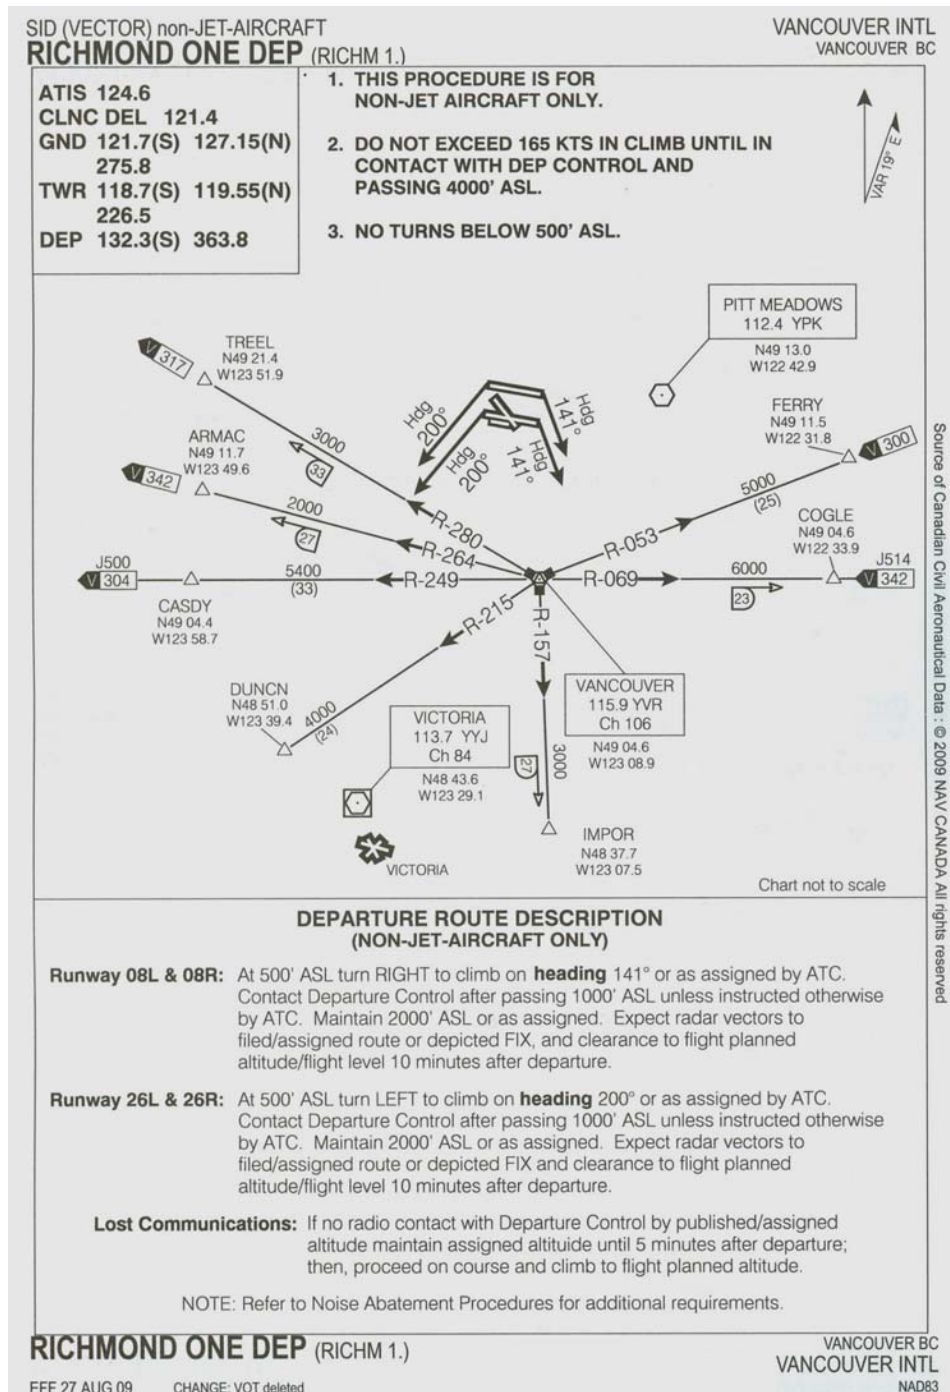 SID (VECTOR) non-JET-AIRCRAFT
VANCOUVER INTL
RICHMOND ONE DEP (RICHM 1.)
VANCOUVER BC
ATIS 124.6
CLNC DEL 121.4
GND 121.7(S) 127.15(N)
275.8
TWR 118.7(S) 119.55(N)
226.5
DEP 132.3(S) 363.8
1. THIS PROCEDURE IS FOR
NON-JET AIRCRAFT ONLY.
2. DO NOT EXCEED 165 KTS IN CLIMB UNTIL IN
CONTACT WITH DEP CONTROL AND
PASSING 4000' ASL.
3. NO TURNS BELOW 500' ASL.
VAR 19° E
PITT MEADOWS
112.4 YPK
N49 13.0
W122 42.9
TREEL
N49 21.4
W123 51.9
V 317
3000
33
Hdg
200°
Hdg
200°
Hdg
141°
Hdg
141°
FERRY
N49 11.5
W122 31.8
V 300
5000
(25)
ARMAC
N49 11.7
W123 49.6
V 342
2000
27
COGLE
N49 04.6
W122 33.9
J514
V 342
6000
23
R-280
R-264
R-249
R-215
R-157
R-053
R-069
J500
V 304
5400
(33)
CASDY
N49 04.4
W123 58.7
DUNCN
N48 51.0
W123 39.4
4000
(24)
VICTORIA
113.7 YYJ
Ch 84
N48 43.6
W123 29.1
VICTORIA
VANCOUVER
115.9 YVR
Ch 106
N49 04.6
W123 08.9
27
3000
IMPOR
N48 37.7
W123 07.5
Chart not to scale
Source of Canadian Civil Aeronautical Data : © 2009 NAV CANADA All rights reserved
DEPARTURE ROUTE DESCRIPTION
(NON-JET-AIRCRAFT ONLY)
Runway 08L & 08R: At 500' ASL turn RIGHT to climb on heading 141° or as assigned by ATC.
Contact Departure Control after passing 1000' ASL unless instructed otherwise
by ATC. Maintain 2000' ASL or as assigned. Expect radar vectors to
filed/assigned route or depicted FIX, and clearance to flight planned
altitude/flight level 10 minutes after departure.
Runway 26L & 26R: At 500' ASL turn LEFT to climb on heading 200° or as assigned by ATC.
Contact Departure Control after passing 1000' ASL unless instructed otherwise
by ATC. Maintain 2000' ASL or as assigned. Expect radar vectors to
filed/assigned route or depicted FIX and clearance to flight planned
altitude/flight level 10 minutes after departure.
Lost Communications: If no radio contact with Departure Control by published/assigned
altitude maintain assigned altituide until 5 minutes after departure;
then, proceed on course and climb to flight planned altitude.
NOTE: Refer to Noise Abatement Procedures for additional requirements.
RICHMOND ONE DEP (RICHM 1.)
VANCOUVER BC
VANCOUVER INTL
EFF 27 AUG 09
CHANGE: VOT deleted
NAD83